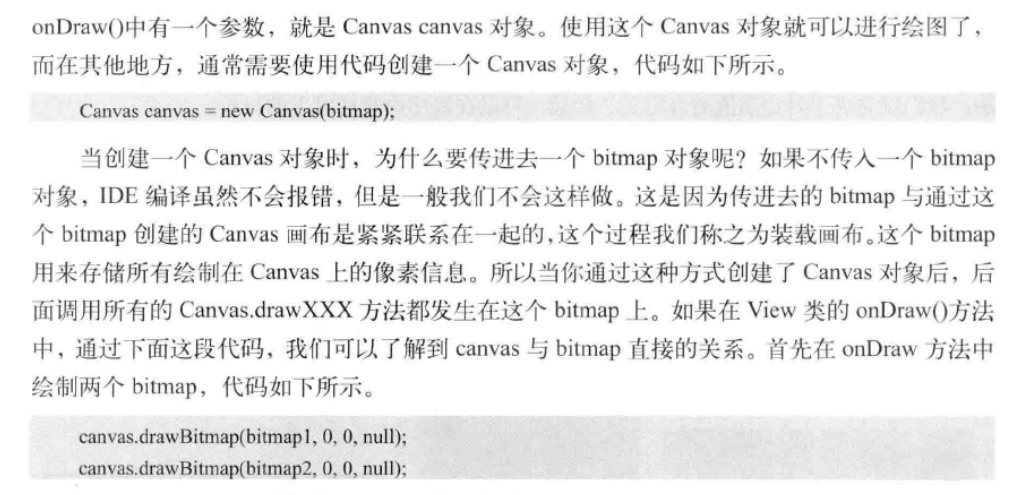 onDraw()中有一个参数，就是 Canvas canvas 对象。使用这个 Canvas 对象就可以进行绘图了，
而在其他地方，通常需要使用代码创建一个 Canvas 对象，代码如下所示。
Canvas canvas = new Canvas(bitmap);
当创建一个 Canvas 对象时，为什么要传进去一个 bitmap 对象呢？如果不传入一个 bitmap
对象，IDE 编译虽然不会报错，但是一般我们不会这样做。这是因为传进去的 bitmap 与通过这
个 bitmap 创建的 Canvas 画布是紧紧联系在一起的，这个过程我们称之为装载画布。这个 bitmap
用来存储所有绘制在 Canvas 上的像素信息。所以当你通过这种方式创建了 Canvas 对象后，后
面调用所有的 Canvas.drawXXX 方法都发生在这个 bitmap 上。如果在 View 类的 onDraw()方法
中，通过下面这段代码，我们可以了解到 canvas 与 bitmap 直接的关系。首先在 onDraw 方法中
绘制两个 bitmap，代码如下所示。
canvas.drawBitmap(bitmap1, 0, 0, null);
canvas.drawBitmap(bitmap2, 0, 0, null);